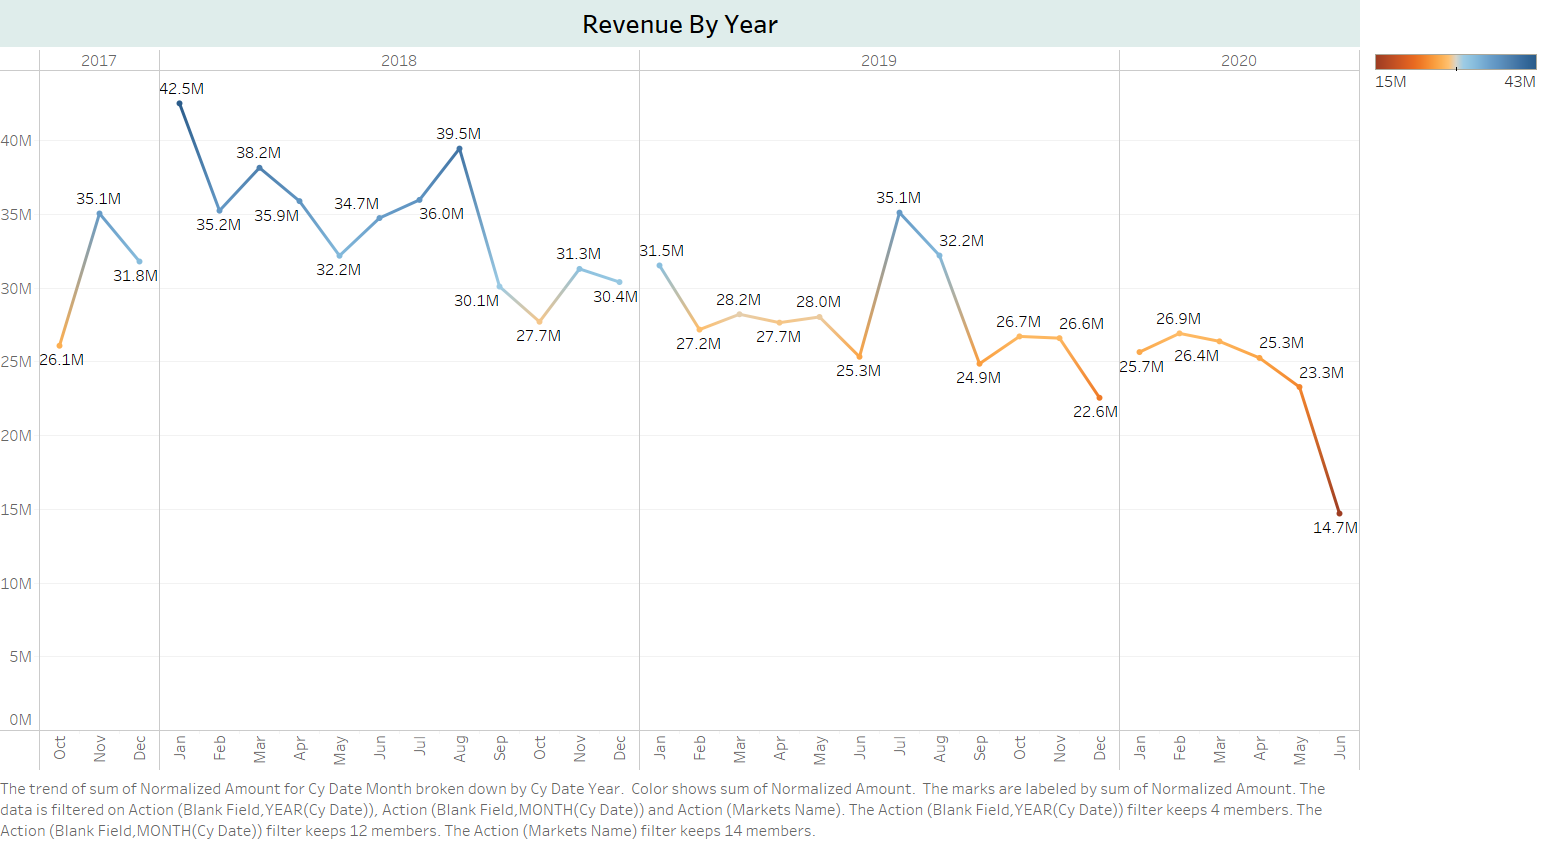 Revenue By Year
2017 2018 2019 2020
15M 43M
40M
35M
30M
25M
20M
15M
10M
5M
0M
26.1M
35.1M
31.8M
42.5M
35.2M
38.2M
35.9M
32.2M
34.7M
36.0M
39.5M
30.1M
27.7M
31.3M
30.4M
31.5M
27.2M
28.2M
27.7M
28.0M
25.3M
35.1M
32.2M
24.9M
26.7M
26.6M
22.6M
25.7M
26.9M
26.4M
25.3M
23.3M
14.7M
Oct Nov Dec Jan Feb Mar Apr May Jun Jul Aug Sep Oct Nov Dec Jan Feb Mar Apr May Jun Jul Aug Sep Oct Nov Dec Jan Feb Mar Apr May Jun
The trend of sum of Normalized Amount for Cy Date Month broken down by Cy Date Year.  Color shows sum of Normalized Amount.  The marks are labeled by sum of Normalized Amount. The
data is filtered on Action (Blank Field,YEAR(Cy Date)), Action (Blank Field,MONTH(Cy Date)) and Action (Markets Name). The Action (Blank Field,YEAR(Cy Date)) filter keeps 4 members. The
Action (Blank Field,MONTH(Cy Date)) filter keeps 12 members. The Action (Markets Name) filter keeps 14 members.